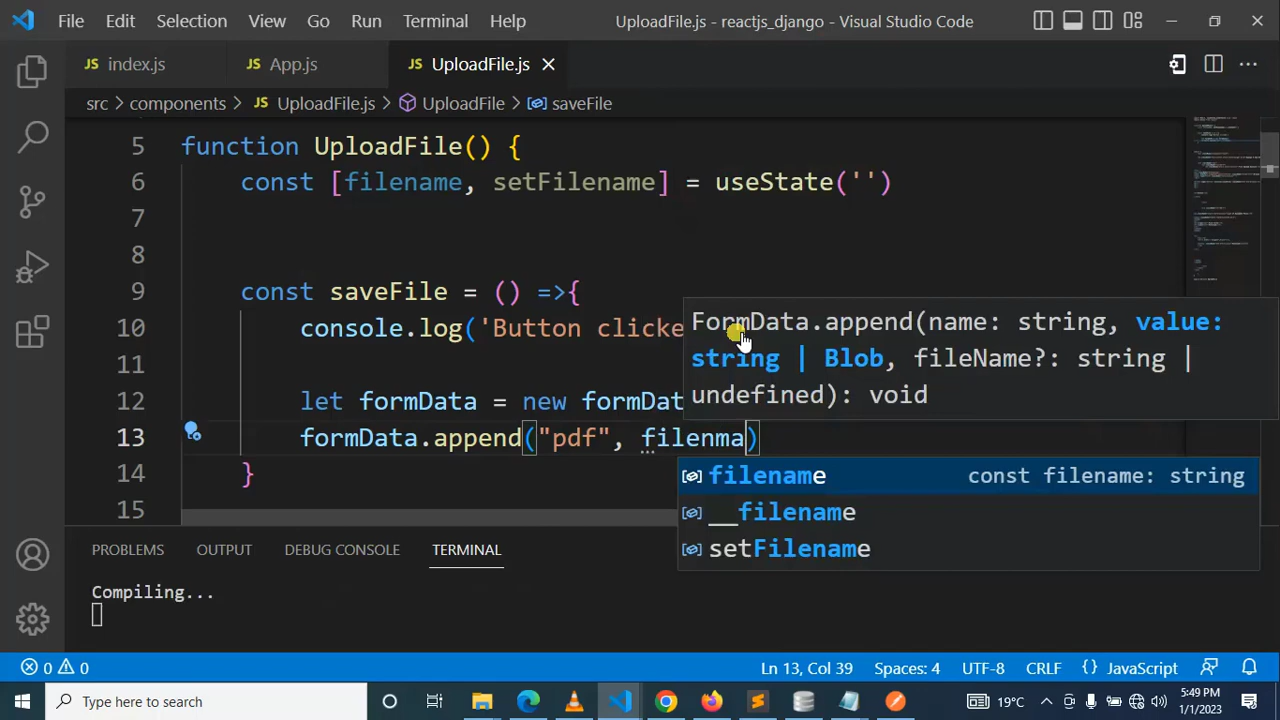 File Edit Selection View Go Run Terminal Help UploadFile.js - reactjs_django - Visual Studio Code
JS index.js JS App.js JS UploadFile.js
src > components > JS UploadFile.js > UploadFile > saveFile
5 function UploadFile() {
6 const [filename, setFilename] = useState('')
7
8
9 const saveFile = () =>{
10 console.log('Button clicke
FormData.append(name: string, value:
string | Blob, fileName?: string |
undefined): void
11
12 let formData = new formDat
13 formData.append("pdf", filenma)
filename const filename: string
__filename
setFilename
14 }
15
PROBLEMS OUTPUT DEBUG CONSOLE TERMINAL
Compiling...
0 0 Ln 13, Col 39 Spaces: 4 UTF-8 CRLF {} JavaScript
Type here to search 19°C 5:49 PM
1/1/2023